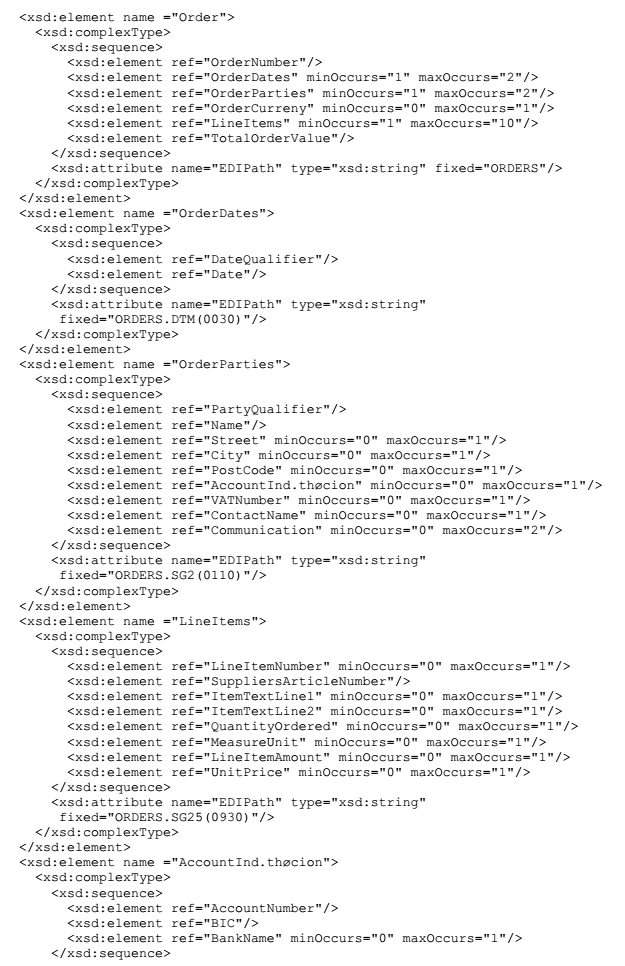 <xsd:element name ="Order">
  <xsd:complexType>
    <xsd:sequence>
      <xsd:element ref="OrderNumber"/>
      <xsd:element ref="OrderDates" minOccurs="1" maxOccurs="2"/>
      <xsd:element ref="OrderParties" minOccurs="1" maxOccurs="2"/>
      <xsd:element ref="OrderCurreny" minOccurs="0" maxOccurs="1"/>
      <xsd:element ref="LineItems" minOccurs="1" maxOccurs="10"/>
      <xsd:element ref="TotalOrderValue"/>
    </xsd:sequence>
    <xsd:attribute name="EDIPath" type="xsd:string" fixed="ORDERS"/>
  </xsd:complexType>
</xsd:element>
<xsd:element name ="OrderDates">
  <xsd:complexType>
    <xsd:sequence>
      <xsd:element ref="DateQualifier"/>
      <xsd:element ref="Date"/>
    </xsd:sequence>
    <xsd:attribute name="EDIPath" type="xsd:string"
     fixed="ORDERS.DTM(0030)"/>
  </xsd:complexType>
</xsd:element>
<xsd:element name ="OrderParties">
  <xsd:complexType>
    <xsd:sequence>
      <xsd:element ref="PartyQualifier"/>
      <xsd:element ref="Name"/>
      <xsd:element ref="Street" minOccurs="0" maxOccurs="1"/>
      <xsd:element ref="City" minOccurs="0" maxOccurs="1"/>
      <xsd:element ref="PostCode" minOccurs="0" maxOccurs="1"/>
      <xsd:element ref="AccountInd.thøcion" minOccurs="0" maxOccurs="1"/>
      <xsd:element ref="VATNumber" minOccurs="0" maxOccurs="1"/>
      <xsd:element ref="ContactName" minOccurs="0" maxOccurs="1"/>
      <xsd:element ref="Communication" minOccurs="0" maxOccurs="2"/>
    </xsd:sequence>
    <xsd:attribute name="EDIPath" type="xsd:string"
     fixed="ORDERS.SG2(0110)"/>
  </xsd:complexType>
</xsd:element>
<xsd:element name ="LineItems">
  <xsd:complexType>
    <xsd:sequence>
      <xsd:element ref="LineItemNumber" minOccurs="0" maxOccurs="1"/>
      <xsd:element ref="SuppliersArticleNumber"/>
      <xsd:element ref="ItemTextLine1" minOccurs="0" maxOccurs="1"/>
      <xsd:element ref="ItemTextLine2" minOccurs="0" maxOccurs="1"/>
      <xsd:element ref="QuantityOrdered" minOccurs="0" maxOccurs="1"/>
      <xsd:element ref="MeasureUnit" minOccurs="0" maxOccurs="1"/>
      <xsd:element ref="LineItemAmount" minOccurs="0" maxOccurs="1"/>
      <xsd:element ref="UnitPrice" minOccurs="0" maxOccurs="1"/>
    </xsd:sequence>
    <xsd:attribute name="EDIPath" type="xsd:string"
     fixed="ORDERS.SG25(0930)"/>
  </xsd:complexType>
</xsd:element>
<xsd:element name ="AccountInd.thøcion">
  <xsd:complexType>
    <xsd:sequence>
      <xsd:element ref="AccountNumber"/>
      <xsd:element ref="BIC"/>
      <xsd:element ref="BankName" minOccurs="0" maxOccurs="1"/>
    </xsd:sequence>